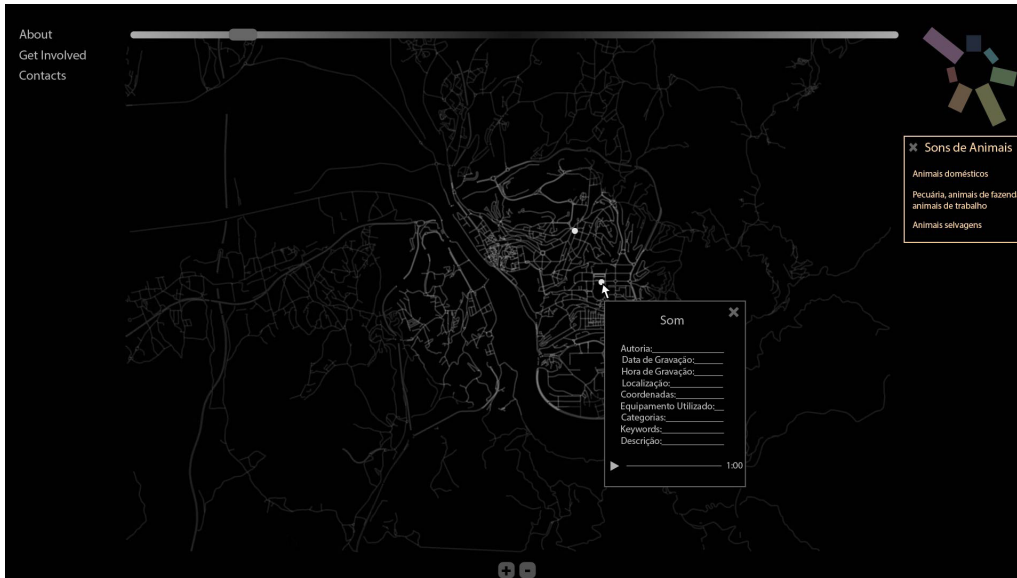 About
Get Involved
Contacts
Sons de Animais
Animais domésticos
Pecuária, animais de fazend
animais de trabalho
Animais selvagens
Som
Autoria:
Data de Gravação:
Hora de Gravação:
Localização:
Coordenadas:
Equipamento Utilizado:
Categorias:
Keywords:
Descrição:
1:00